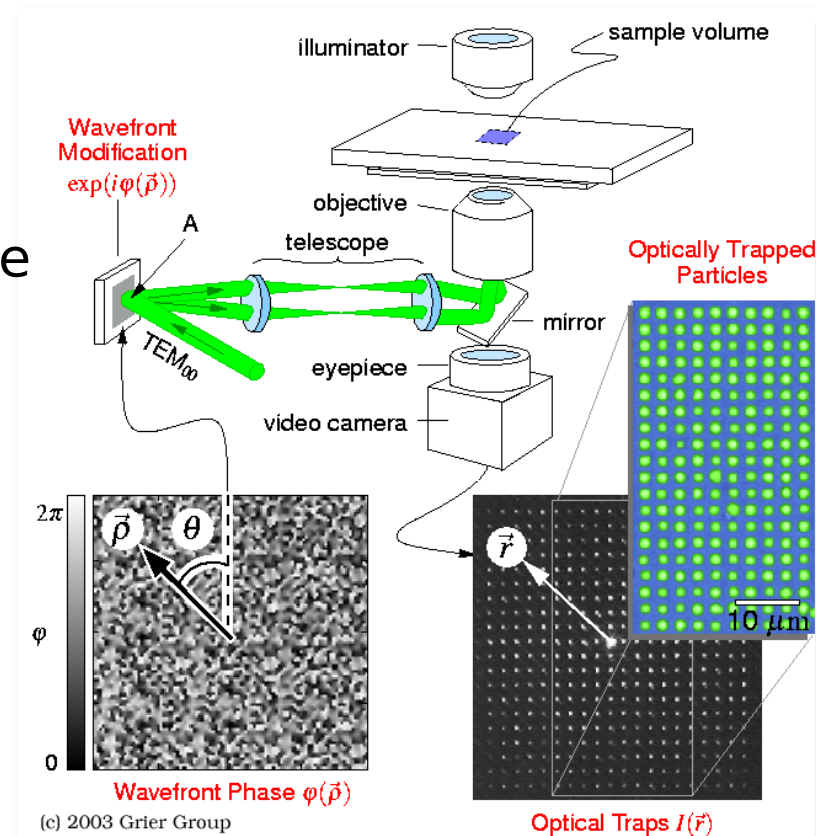 illuminator
sample volume
Wavefront
Modification
exp(iφ(ρ⃗))
A
objective
e
telescope
Optically Trapped
Particles
mirror
TEM₀₀
eyepiece
video camera
2π
ρ⃗
θ
r⃗
10 μm
φ
0
Wavefront Phase φ(ρ⃗)
(c) 2003 Grier Group
Optical Traps I(r⃗)